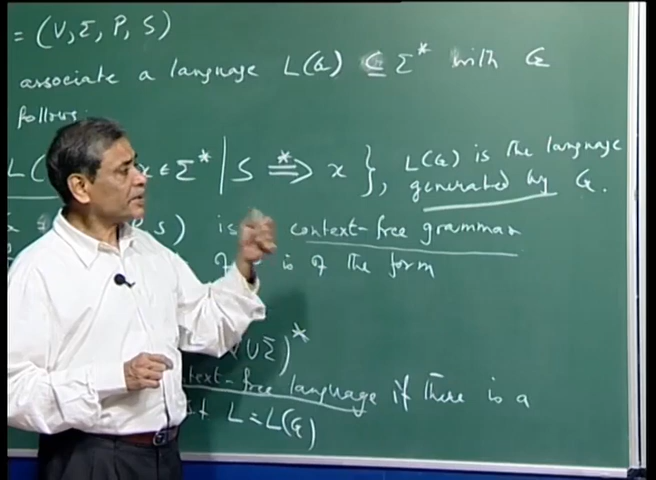 = (V, Σ, P, S)
associate a language L(G) ⊆ Σ* with G
follows.
L( x ∈ Σ* | S ⇒* x }, L(G) is the language
generated by G.
P, S) is context-free grammar
is of the form
V ∪ Σ)*
text-free language if there is a
L = L(G)